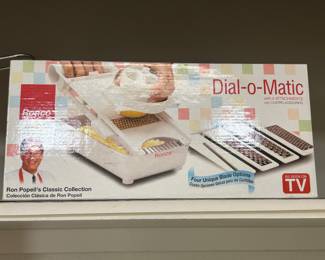 Ronco
Dial-o-Matic
Ronco
Four Unique Blade Options
Ron Popeil's Classic Collection
Colección Clásica de Ron Popeil
AS SEEN ON
TV